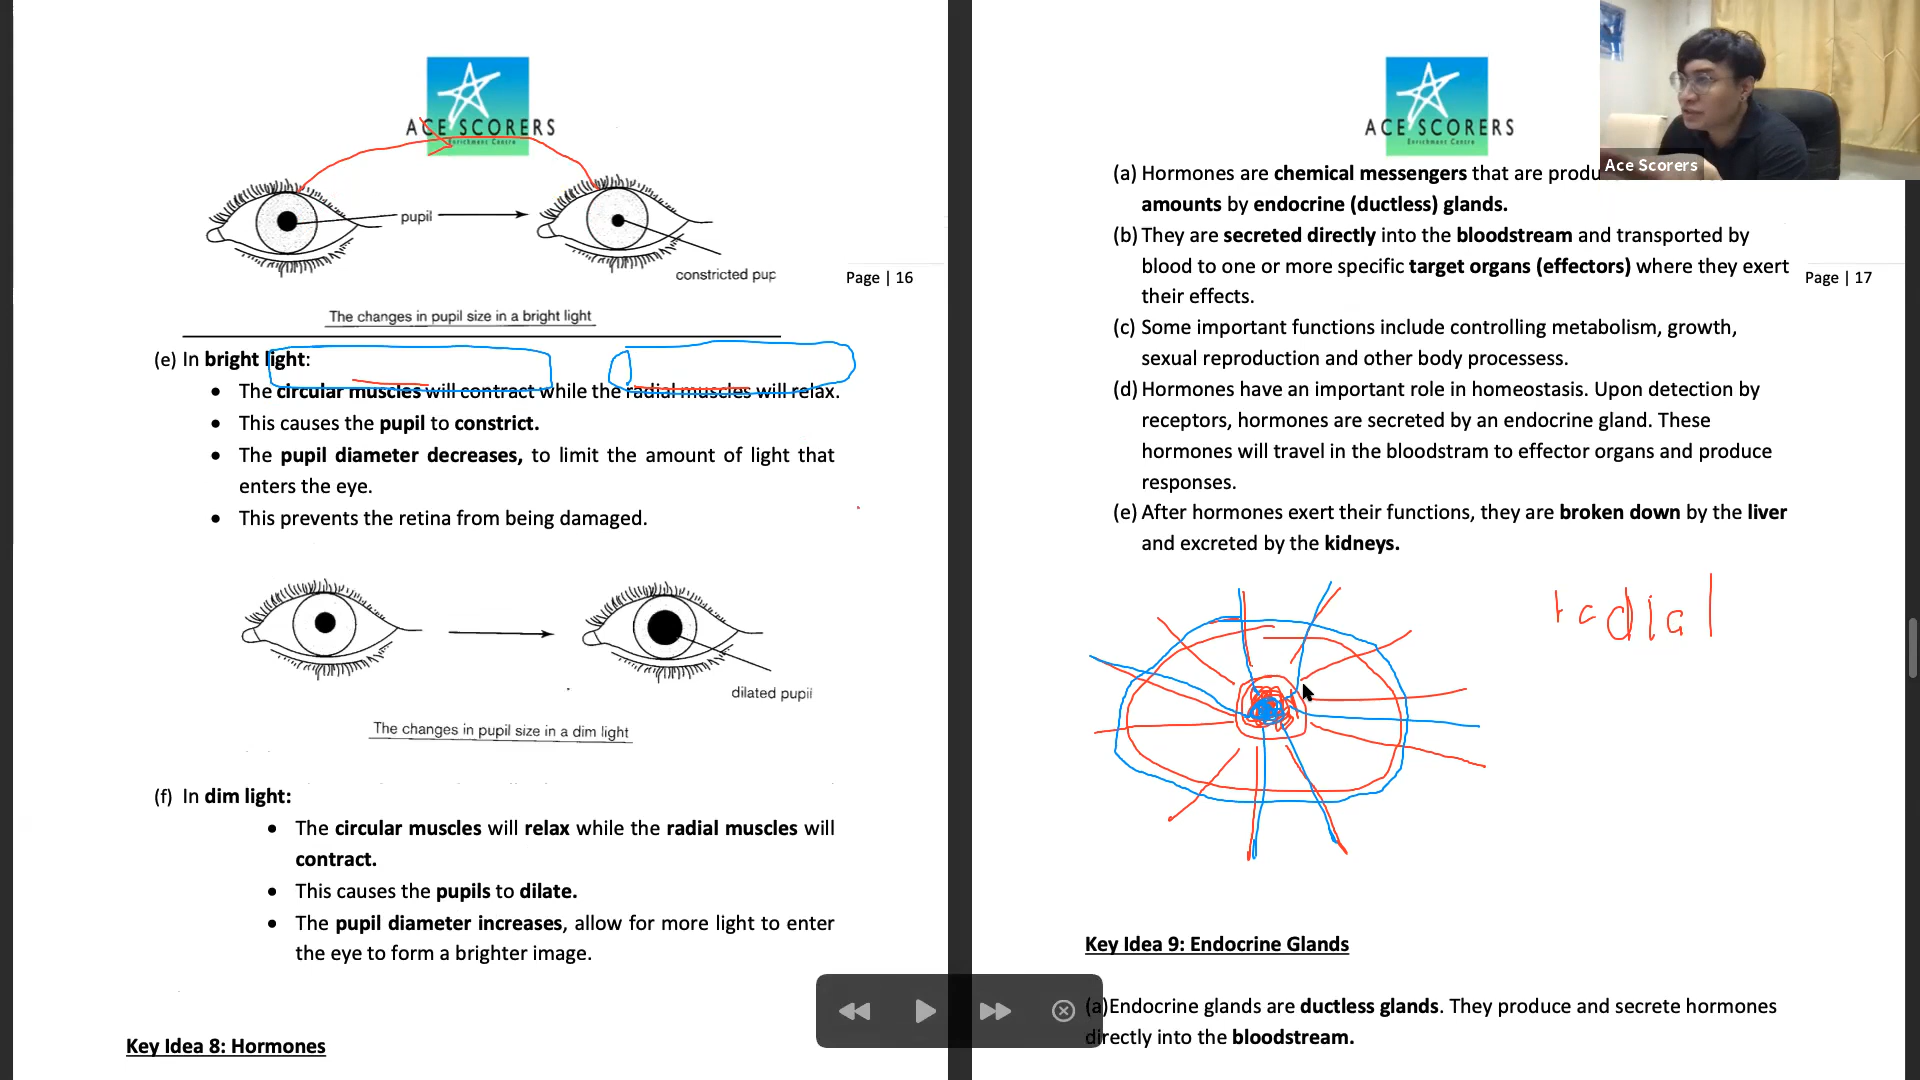 ACE SCORERS
Enrichment Centre
pupil
constricted pup
Page | 16
The changes in pupil size in a bright light
(e) In bright light:
• The circular muscles will contract while the radial muscles will relax.
• This causes the pupil to constrict.
• The pupil diameter decreases, to limit the amount of light that
enters the eye.
• This prevents the retina from being damaged.
dilated pupil
The changes in pupil size in a dim light
(f) In dim light:
• The circular muscles will relax while the radial muscles will
contract.
• This causes the pupils to dilate.
• The pupil diameter increases, allow for more light to enter
the eye to form a brighter image.
Key Idea 8: Hormones
ACE SCORERS
Enrichment Centre
Ace Scorers
(a) Hormones are chemical messengers that are produ
amounts by endocrine (ductless) glands.
(b) They are secreted directly into the bloodstream and transported by
blood to one or more specific target organs (effectors) where they exert
their effects.
Page | 17
(c) Some important functions include controlling metabolism, growth,
sexual reproduction and other body processess.
(d) Hormones have an important role in homeostasis. Upon detection by
receptors, hormones are secreted by an endocrine gland. These
hormones will travel in the bloodstram to effector organs and produce
responses.
(e) After hormones exert their functions, they are broken down by the liver
and excreted by the kidneys.
radial
Key Idea 9: Endocrine Glands
(a)Endocrine glands are ductless glands. They produce and secrete hormones
directly into the bloodstream.